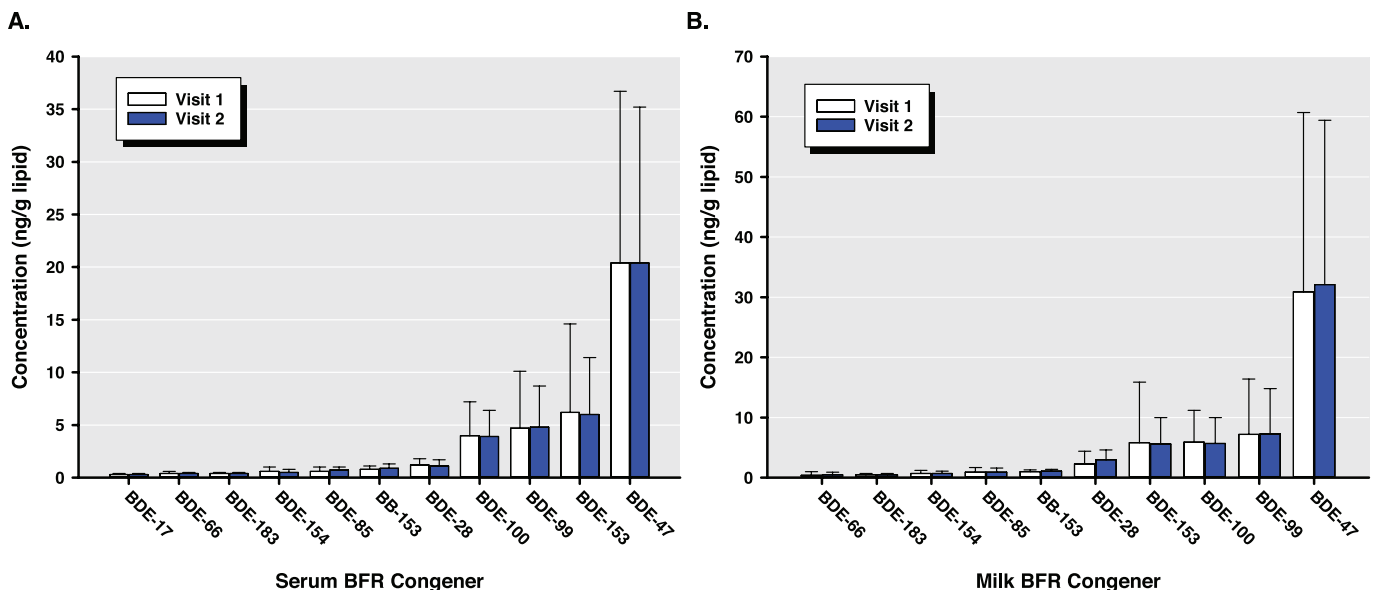 A.
40
35
30
25
20
15
10
5
0
Concentration (ng/g lipid)
Visit 1
Visit 2
BDE-17
BDE-66
BDE-183
BDE-154
BDE-85
BB-153
BDE-28
BDE-100
BDE-99
BDE-153
BDE-47
Serum BFR Congener
B.
70
60
50
40
30
20
10
0
Concentration (ng/g lipid)
Visit 1
Visit 2
BDE-66
BDE-183
BDE-154
BDE-85
BB-153
BDE-28
BDE-153
BDE-100
BDE-99
BDE-47
Milk BFR Congener